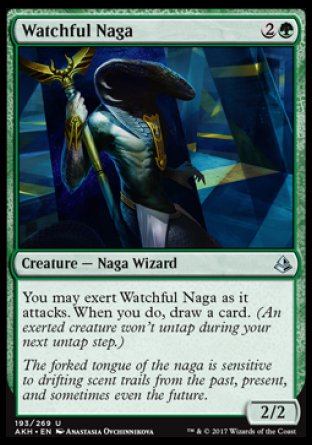 Watchful Naga 2
Creature — Naga Wizard
You may exert Watchful Naga as it
attacks. When you do, draw a card. (An
exerted creature won't untap during your
next untap step.)
The forked tongue of the naga is sensitive
to drifting scent trails from the past, present,
and sometimes even the future.
2/2
193/269 U
AKH • EN Anastasia Ovchinnikova ™ & © 2017 Wizards of the Coast